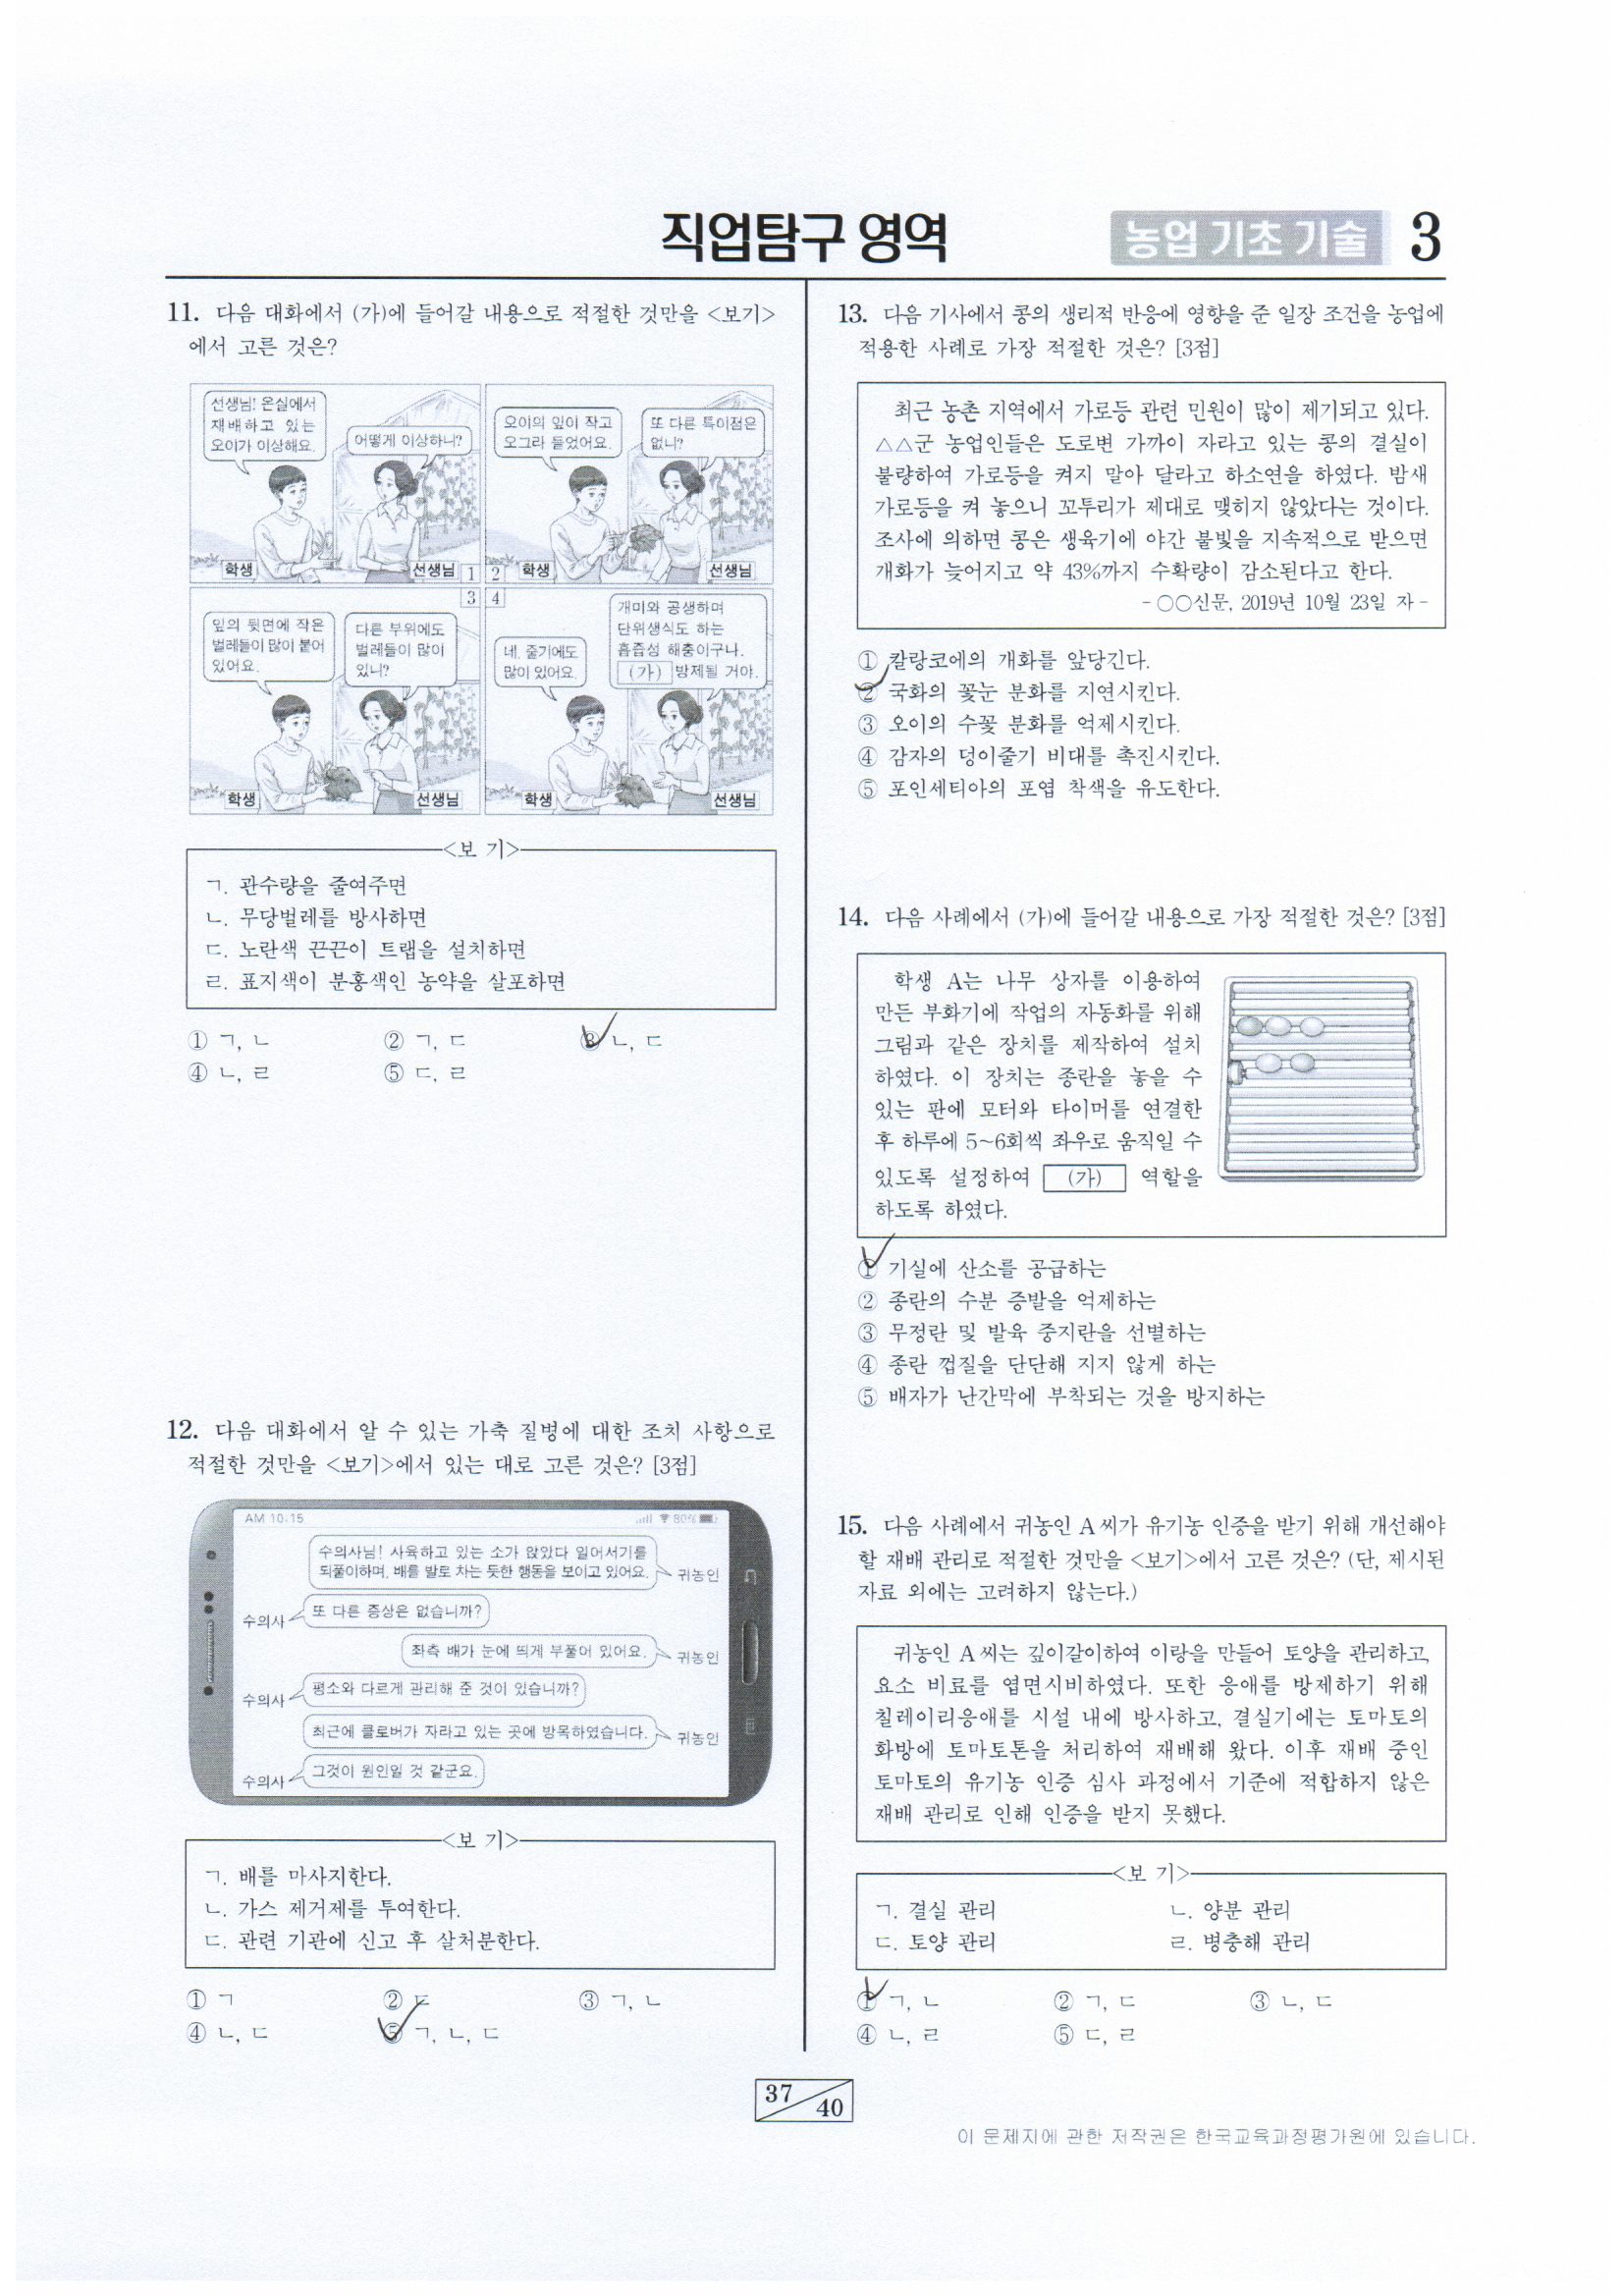 직업탐구 영역
농업 기초 기술
3
11. 다음 대화에서 (가)에 들어갈 내용으로 적절한 것만을 <보기>
에서 고른 것은?
선생님! 온실에서
재배하고 있는
오이가 이상해요.
어떻게 이상하니?
학생
선생님
1
오이의 잎이 작고
오그라 들었어요.
또 다른 특이점은
없니?
2
학생
선생님
3
잎의 뒷면에 작은
벌레들이 많이 붙어
있어요.
다른 부위에도
벌레들이 많이
있니?
학생
선생님
4
네. 줄기에도
많이 있어요.
개미와 공생하며
단위생식도 하는
흡즙성 해충이구나.
(가) 방제될 거야.
학생
선생님
<보 기>
ㄱ. 관수량을 줄여주면
ㄴ. 무당벌레를 방사하면
ㄷ. 노란색 끈끈이 트랩을 설치하면
ㄹ. 표지색이 분홍색인 농약을 살포하면
① ㄱ, ㄴ ② ㄱ, ㄷ ③ ㄴ, ㄷ
④ ㄴ, ㄹ ⑤ ㄷ, ㄹ
12. 다음 대화에서 알 수 있는 가축 질병에 대한 조치 사항으로
적절한 것만을 <보기>에서 있는 대로 고른 것은? [3점]
AM 10:15
80%
수의사님! 사육하고 있는 소가 앉았다 일어서기를
되풀이하며, 배를 발로 차는 듯한 행동을 보이고 있어요.
귀농인
수의사
또 다른 증상은 없습니까?
좌측 배가 눈에 띄게 부풀어 있어요.
귀농인
수의사
평소와 다르게 관리해 준 것이 있습니까?
최근에 클로버가 자라고 있는 곳에 방목하였습니다.
귀농인
수의사
그것이 원인일 것 같군요.
<보 기>
ㄱ. 배를 마사지한다.
ㄴ. 가스 제거제를 투여한다.
ㄷ. 관련 기관에 신고 후 살처분한다.
① ㄱ ② ㄷ ③ ㄱ, ㄴ
④ ㄴ, ㄷ ⑤ ㄱ, ㄴ, ㄷ
13. 다음 기사에서 콩의 생리적 반응에 영향을 준 일장 조건을 농업에
적용한 사례로 가장 적절한 것은? [3점]
최근 농촌 지역에서 가로등 관련 민원이 많이 제기되고 있다.
△△군 농업인들은 도로변 가까이 자라고 있는 콩의 결실이
불량하여 가로등을 켜지 말아 달라고 하소연을 하였다. 밤새
가로등을 켜 놓으니 꼬투리가 제대로 맺히지 않았다는 것이다.
조사에 의하면 콩은 생육기에 야간 불빛을 지속적으로 받으면
개화가 늦어지고 약 43%까지 수확량이 감소된다고 한다.
- ○○신문, 2019년 10월 23일 자 -
① 칼랑코에의 개화를 앞당긴다.
② 국화의 꽃눈 분화를 지연시킨다.
③ 오이의 수꽃 분화를 억제시킨다.
④ 감자의 덩이줄기 비대를 촉진시킨다.
⑤ 포인세티아의 포엽 착색을 유도한다.
14. 다음 사례에서 (가)에 들어갈 내용으로 가장 적절한 것은? [3점]
학생 A는 나무 상자를 이용하여
만든 부화기에 작업의 자동화를 위해
그림과 같은 장치를 제작하여 설치
하였다. 이 장치는 종란을 놓을 수
있는 판에 모터와 타이머를 연결한
후 하루에 5~6회씩 좌우로 움직일 수
있도록 설정하여 (가) 역할을
하도록 하였다.
① 기실에 산소를 공급하는
② 종란의 수분 증발을 억제하는
③ 무정란 및 발육 중지란을 선별하는
④ 종란 껍질을 단단해 지지 않게 하는
⑤ 배자가 난각막에 부착되는 것을 방지하는
15. 다음 사례에서 귀농인 A 씨가 유기농 인증을 받기 위해 개선해야
할 재배 관리로 적절한 것만을 <보기>에서 고른 것은? (단, 제시된
자료 외에는 고려하지 않는다.)
귀농인 A 씨는 깊이갈이하여 이랑을 만들어 토양을 관리하고,
요소 비료를 엽면시비하였다. 또한 응애를 방제하기 위해
칠레이리응애를 시설 내에 방사하고, 결실기에는 토마토의
화방에 토마토톤을 처리하여 재배해 왔다. 이후 재배 중인
토마토의 유기농 인증 심사 과정에서 기준에 적합하지 않은
재배 관리로 인해 인증을 받지 못했다.
<보 기>
ㄱ. 결실 관리 ㄴ. 양분 관리
ㄷ. 토양 관리 ㄹ. 병충해 관리
① ㄱ, ㄴ ② ㄱ, ㄷ ③ ㄴ, ㄷ
④ ㄴ, ㄹ ⑤ ㄷ, ㄹ
37
40
이 문제지에 관한 저작권은 한국교육과정평가원에 있습니다.